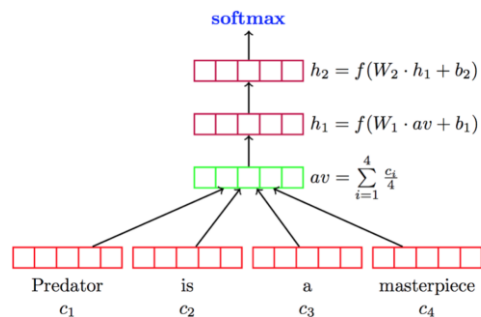 softmax
h₂ = f(W₂ · h₁ + b₂)
h₁ = f(W₁ · av + b₁)
av = ∑_{i=1}^{4} c_i/4
Predator is a masterpiece
c₁ c₂ c₃ c₄